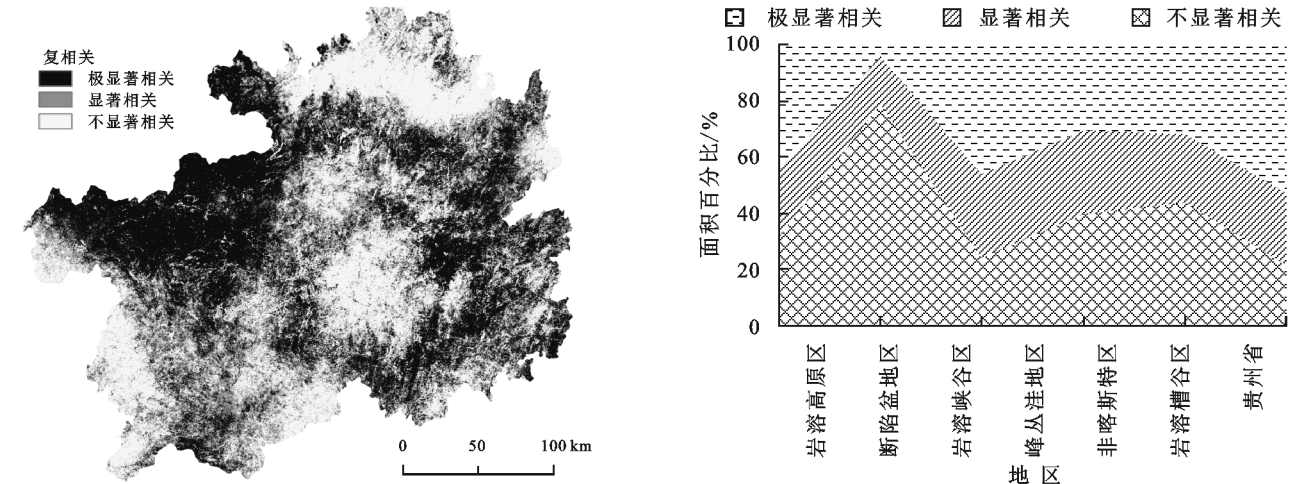 复相关
极显著相关
显著相关
不显著相关
0 50 100 km
极显著相关 显著相关 不显著相关
面积百分比/%
100
80
60
40
20
0
岩溶高原区
断陷盆地区
岩溶峡谷区
峰丛洼地区
非喀斯特区
岩溶槽谷区
贵州省
地 区